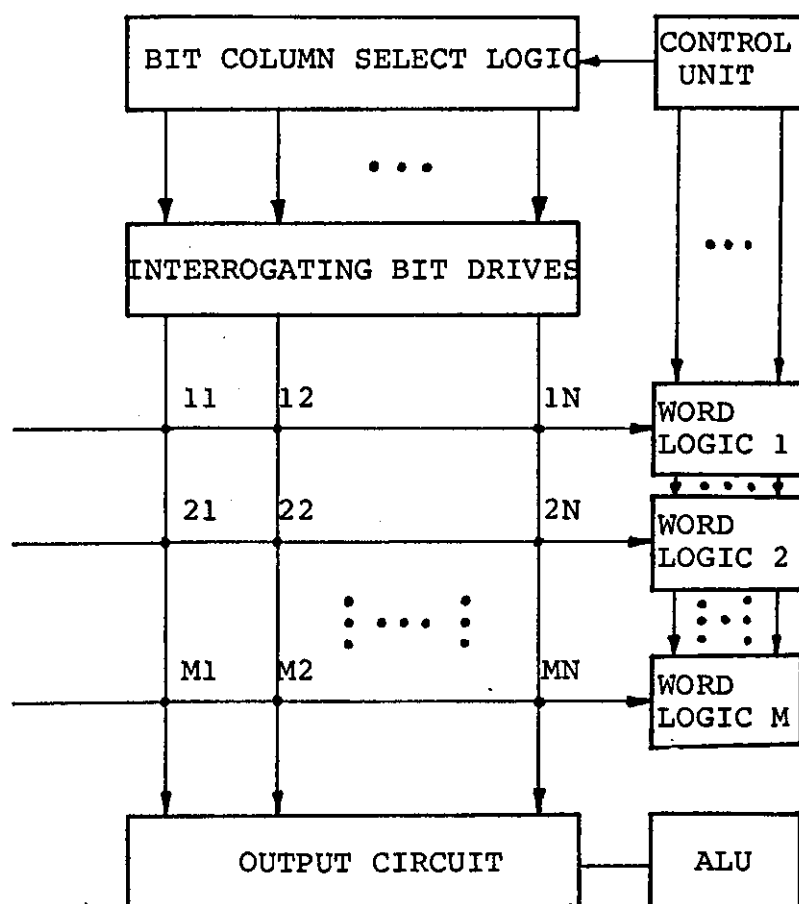 BIT COLUMN SELECT LOGIC
CONTROL
UNIT
INTERROGATING BIT DRIVES
11 12 1N
WORD
LOGIC 1
21 22 2N
WORD
LOGIC 2
M1 M2 MN
WORD
LOGIC M
OUTPUT CIRCUIT
ALU